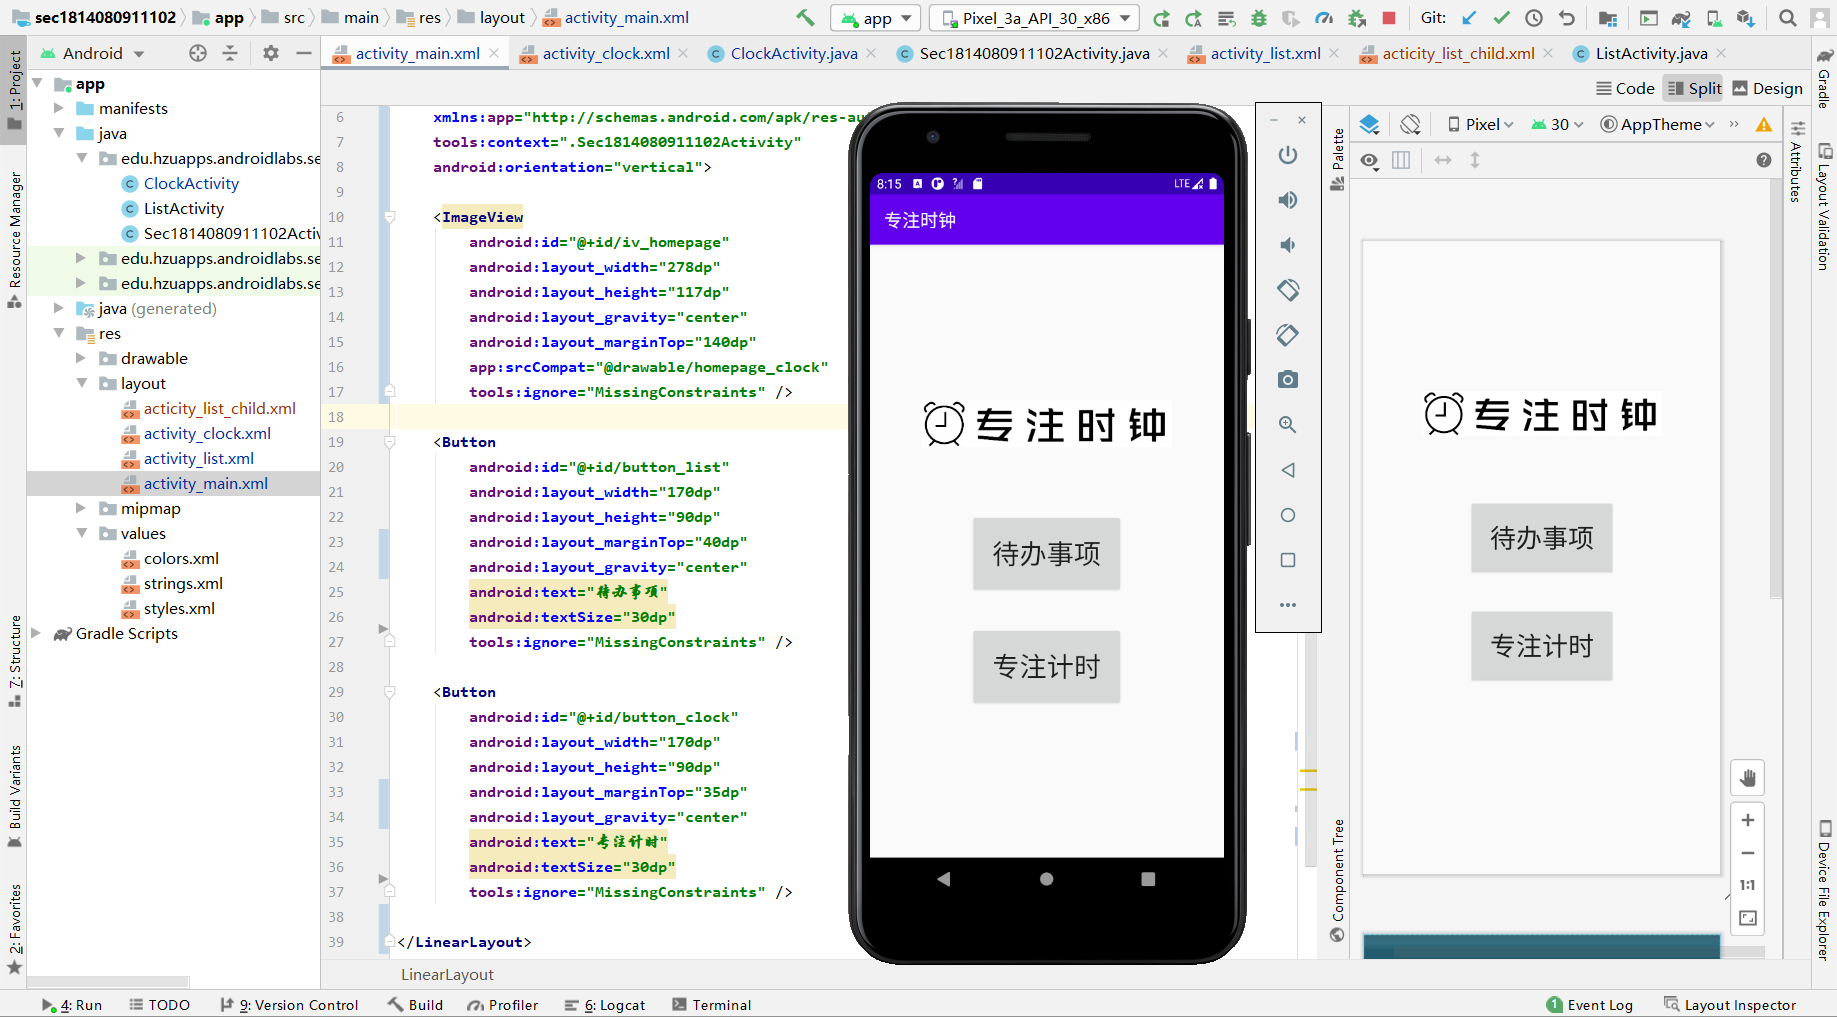 sec1814080911102 app src main res layout activity_main.xml app Pixel_3a_API_30_x86 Git:
Android activity_main.xml activity_clock.xml ClockActivity.java Sec1814080911102Activity.java activity_list.xml acticity_list_child.xml ListActivity.java
Code Split Design
1: Project
Resource Manager
7: Structure
Build Variants
2: Favorites
app
manifests
java
edu.hzuapps.androidlabs.se
ClockActivity
ListActivity
Sec1814080911102Activ
edu.hzuapps.androidlabs.se
edu.hzuapps.androidlabs.se
java (generated)
res
drawable
layout
acticity_list_child.xml
activity_clock.xml
activity_list.xml
activity_main.xml
mipmap
values
colors.xml
strings.xml
styles.xml
Gradle Scripts
6 xmlns:app="http://schemas.android.com/apk/res-au
7 tools:context=".Sec1814080911102Activity"
8 android:orientation="vertical">
9
10 <ImageView
11 android:id="@+id/iv_homepage"
12 android:layout_width="278dp"
13 android:layout_height="117dp"
14 android:layout_gravity="center"
15 android:layout_marginTop="140dp"
16 app:srcCompat="@drawable/homepage_clock"
17 tools:ignore="MissingConstraints" />
18
19 <Button
20 android:id="@+id/button_list"
21 android:layout_width="170dp"
22 android:layout_height="90dp"
23 android:layout_marginTop="40dp"
24 android:layout_gravity="center"
25 android:text="待办事项"
26 android:textSize="30dp"
27 tools:ignore="MissingConstraints" />
28
29 <Button
30 android:id="@+id/button_clock"
31 android:layout_width="170dp"
32 android:layout_height="90dp"
33 android:layout_marginTop="35dp"
34 android:layout_gravity="center"
35 android:text="专注计时"
36 android:textSize="30dp"
37 tools:ignore="MissingConstraints" />
38
39 </LinearLayout>
LinearLayout
8:15 LTE
专注时钟
专注时钟
待办事项
专注计时
Palette
Component Tree
Pixel 30 AppTheme
专注时钟
待办事项
专注计时
1:1
Attributes
Gradle
Layout Validation
Device File Explorer
4: Run TODO 9: Version Control Build Profiler 6: Logcat Terminal 1 Event Log Layout Inspector